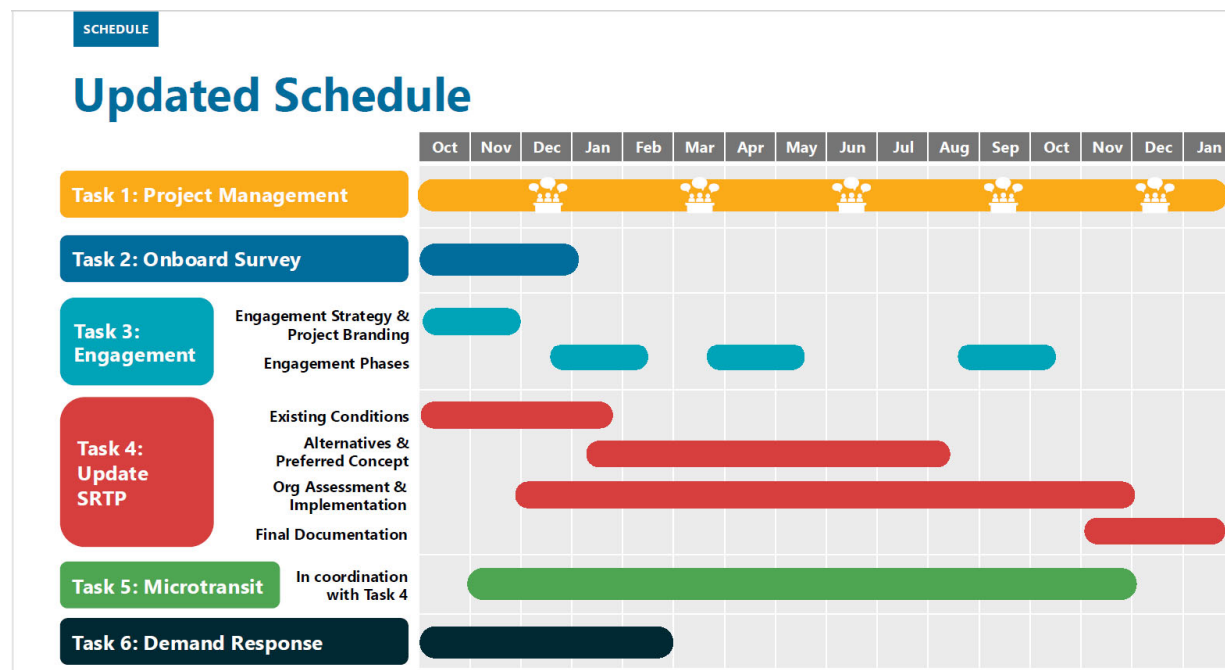 SCHEDULE
Updated Schedule
Oct Nov Dec Jan Feb Mar Apr May Jun Jul Aug Sep Oct Nov Dec Jan
Task 1: Project Management
Task 2: Onboard Survey
Task 3:
Engagement
Engagement Strategy &
Project Branding
Engagement Phases
Task 4:
Update
SRTP
Existing Conditions
Alternatives &
Preferred Concept
Org Assessment &
Implementation
Final Documentation
Task 5: Microtransit
In coordination
with Task 4
Task 6: Demand Response